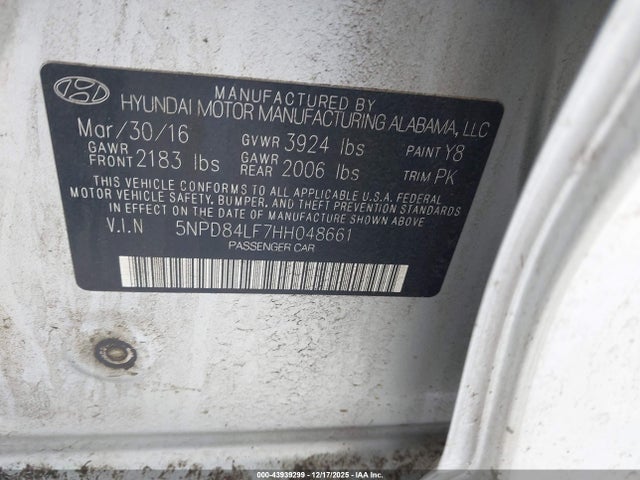 MANUFACTURED BY
HYUNDAI MOTOR MANUFACTURING ALABAMA, LLC
Mar/30/16 GVWR 3924 lbs PAINT Y8
GAWR FRONT 2183 lbs GAWR REAR 2006 lbs TRIM PK
THIS VEHICLE CONFORMS TO ALL APPLICABLE U.S.A. FEDERAL
MOTOR VEHICLE SAFETY, BUMPER, AND THEFT PREVENTION STANDARDS
IN EFFECT ON THE DATE OF MANUFACTURE SHOWN ABOVE
V.I.N 5NPD84LF7HH048661
PASSENGER CAR
000-43939299 - 12/17/2025 - IAA Inc.